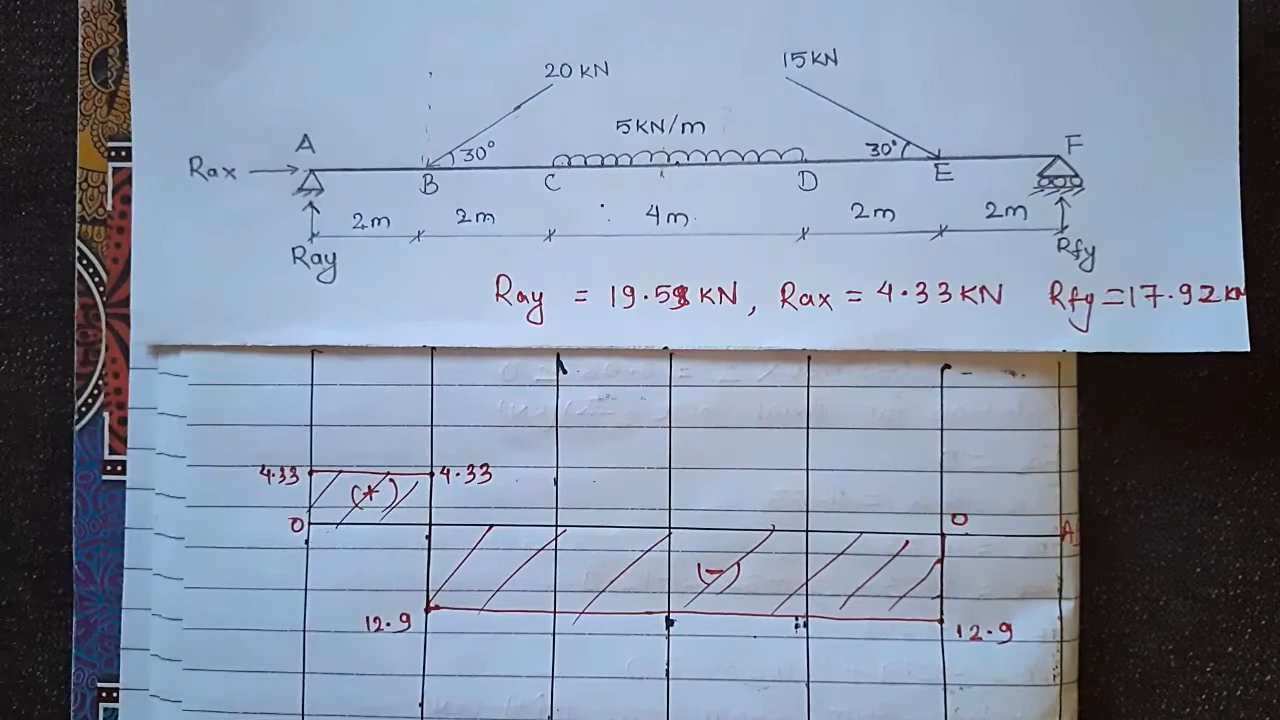 20 KN
15 KN
5 KN/m
A
30°
30°
F
Rax
B
C
D
E
2m
2m
4m
2m
2m
Ray
Rfy
Ray = 19.58 KN, Rax = 4.33 KN Rfy = 17.92 KN
4.33
4.33
(+)
0
0
(-)
12.9
12.9